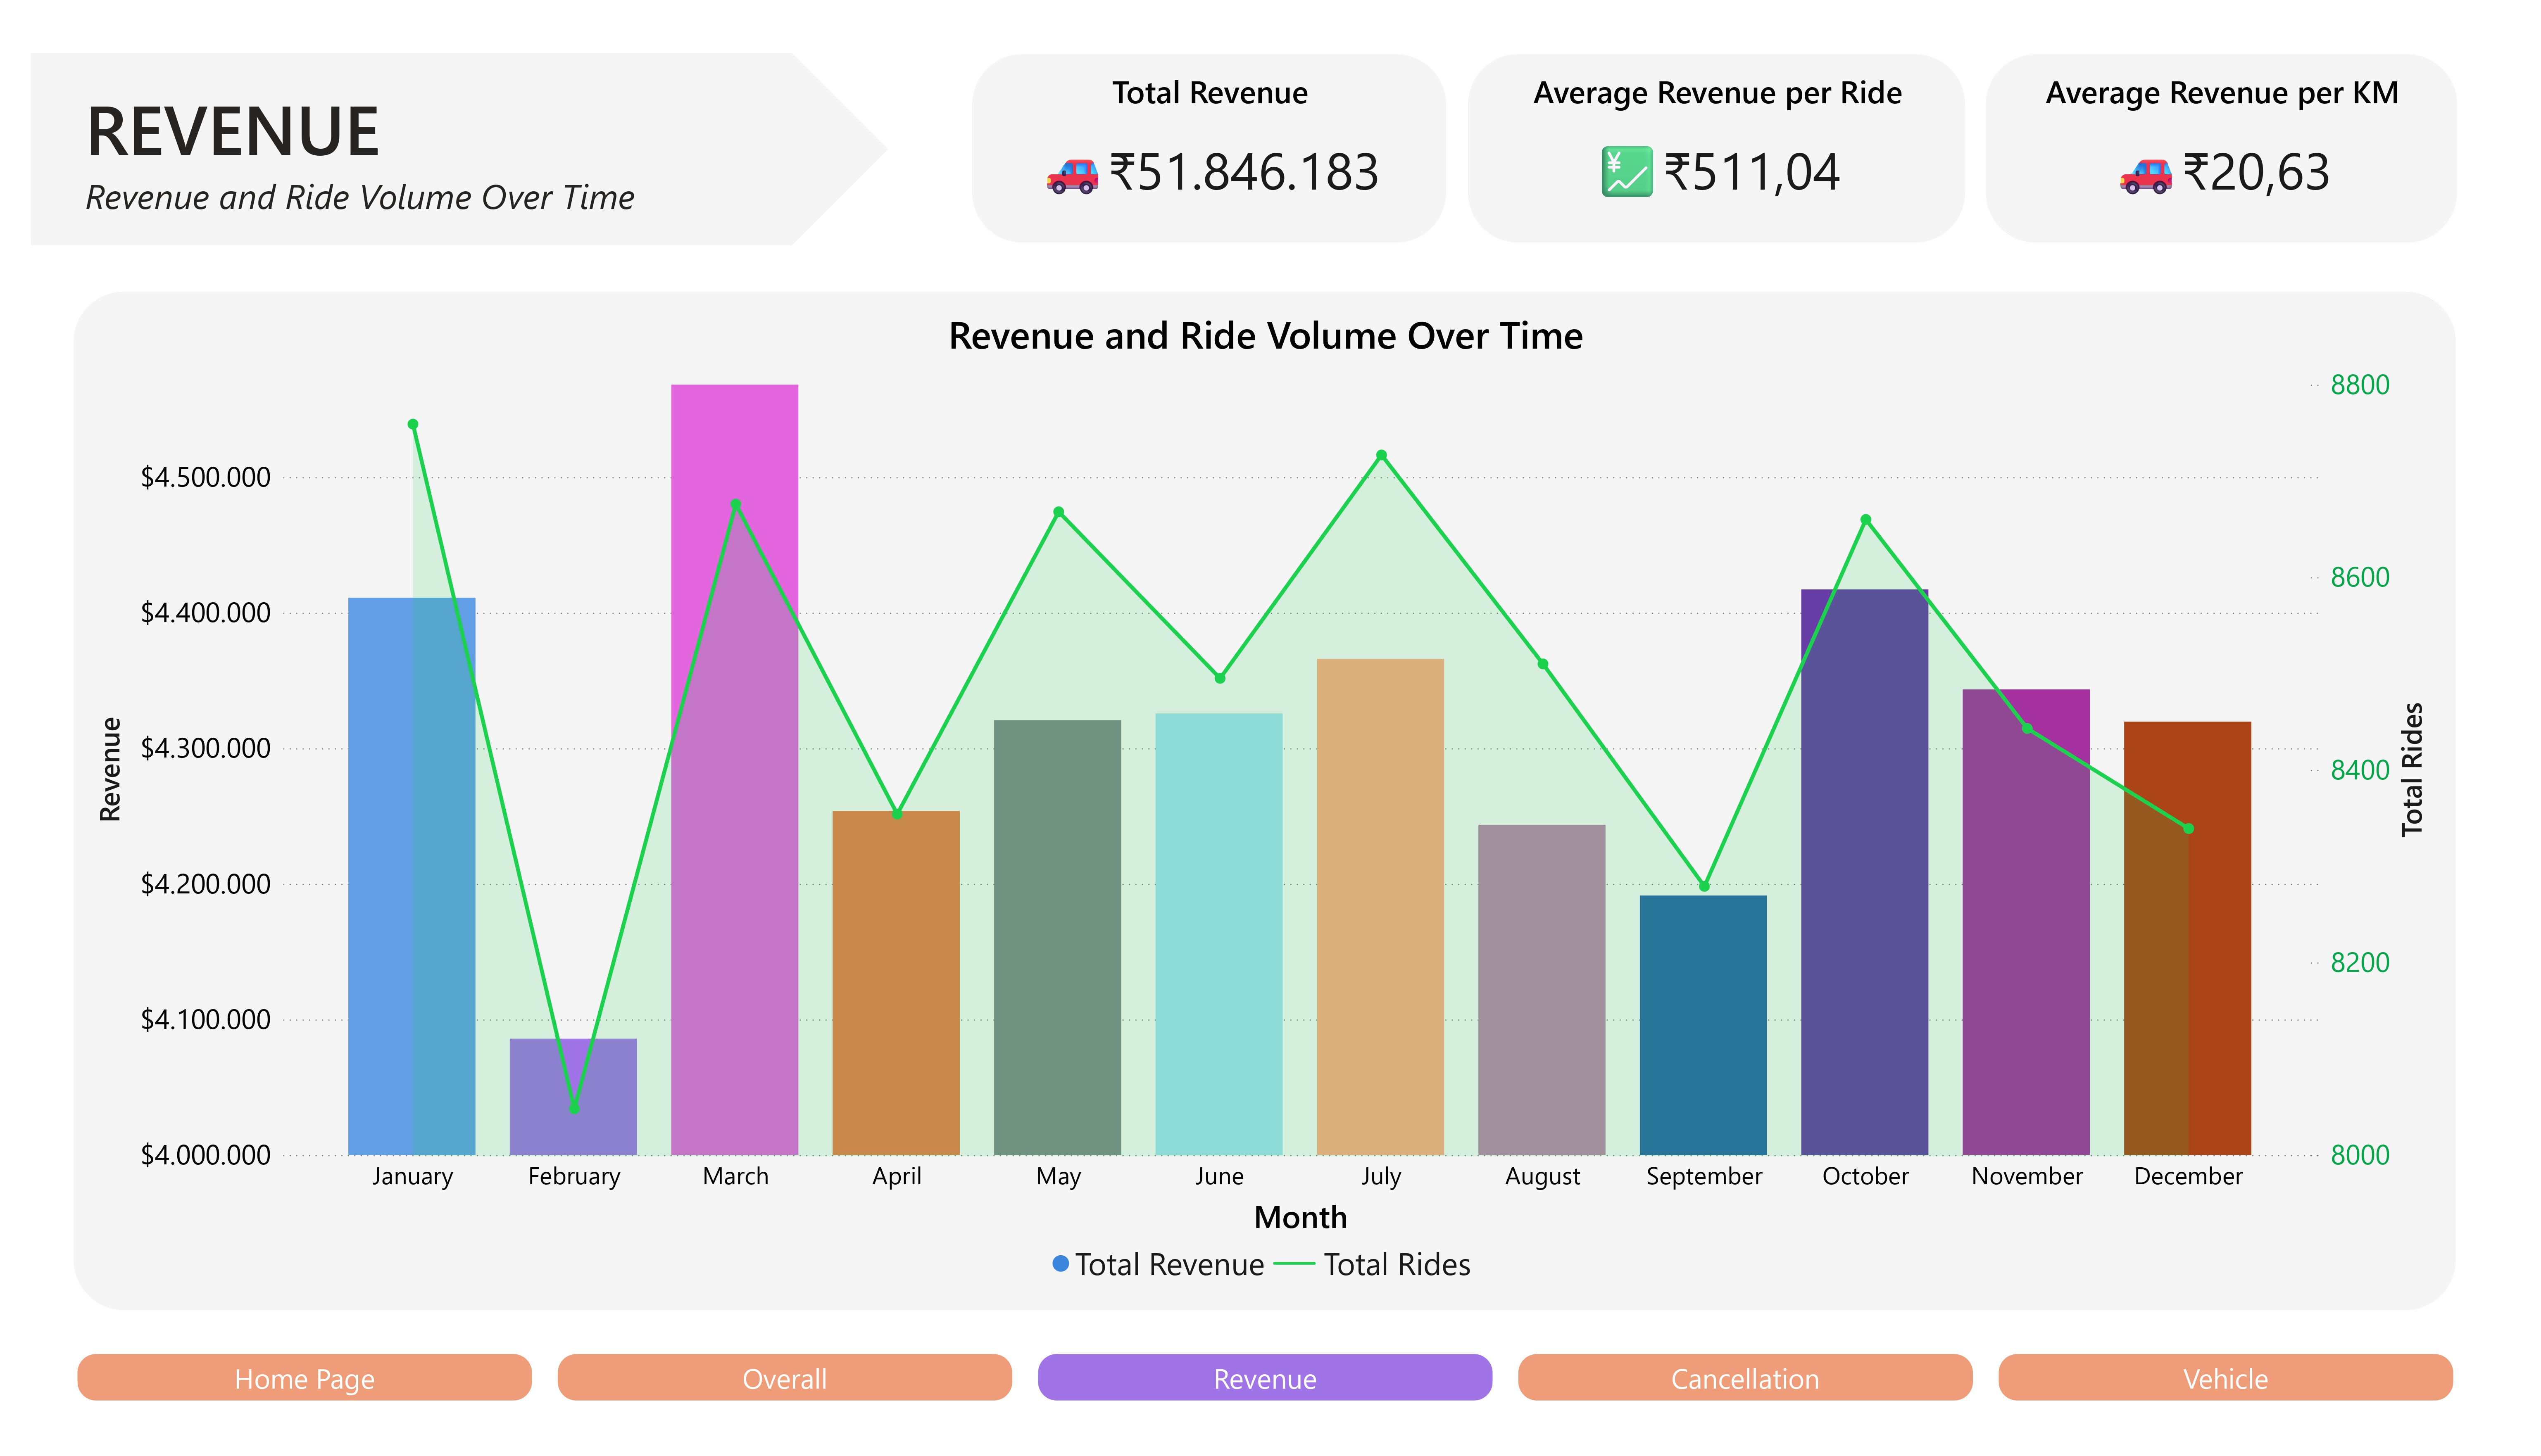 REVENUE
Revenue and Ride Volume Over Time
Total Revenue
₹51.846.183
Average Revenue per Ride
¥
₹511,04
Average Revenue per KM
₹20,63
Revenue and Ride Volume Over Time
Revenue
$4.500.000
$4.400.000
$4.300.000
$4.200.000
$4.100.000
$4.000.000
8800
8600
8400
8200
8000
Total Rides
January February March April May June July August September October November December
Month
Total Revenue Total Rides
Home Page Overall Revenue Cancellation Vehicle